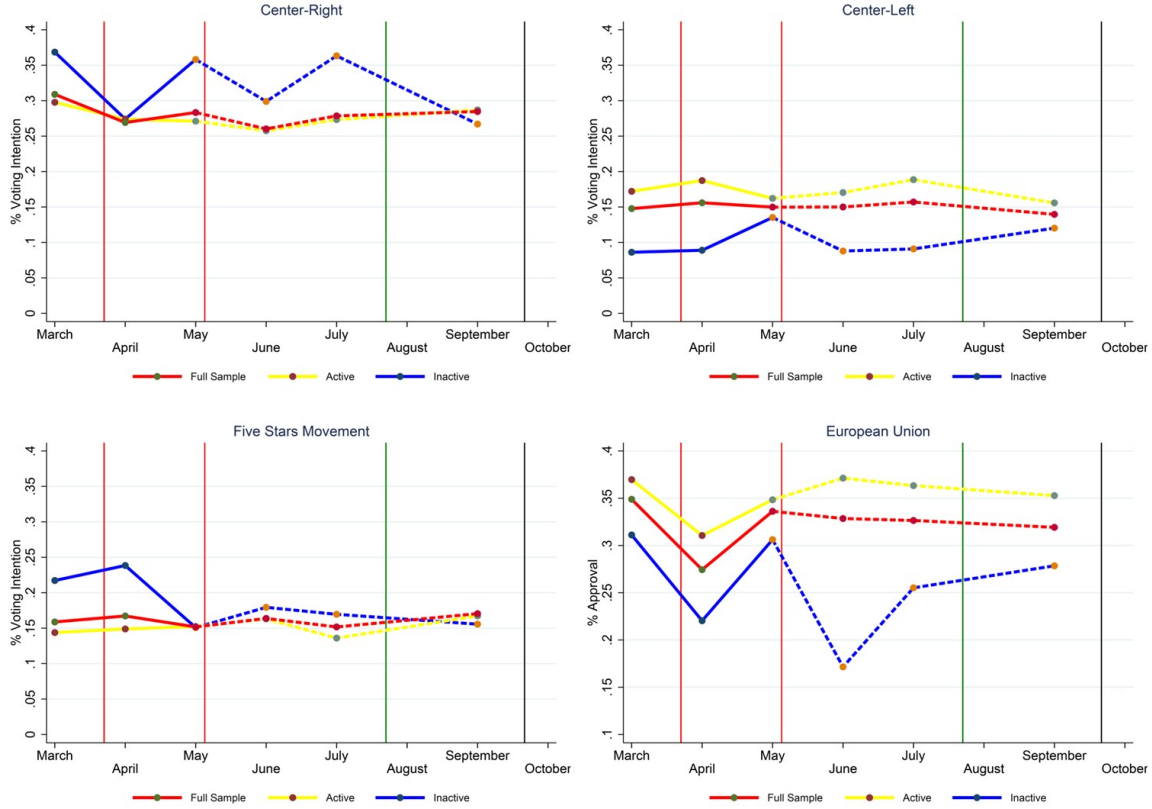 Center-Right
% Voting Intention
.4
.35
.3
.25
.2
.15
.1
.05
0
March April May June July August September October
Full Sample Active Inactive
Center-Left
% Voting Intention
.4
.35
.3
.25
.2
.15
.1
.05
0
March April May June July August September October
Full Sample Active Inactive
Five Stars Movement
% Voting Intention
.4
.35
.3
.25
.2
.15
.1
.05
0
March April May June July August September October
Full Sample Active Inactive
European Union
% Approval
.4
.35
.3
.25
.2
.15
.1
March April May June July August September October
Full Sample Active Inactive